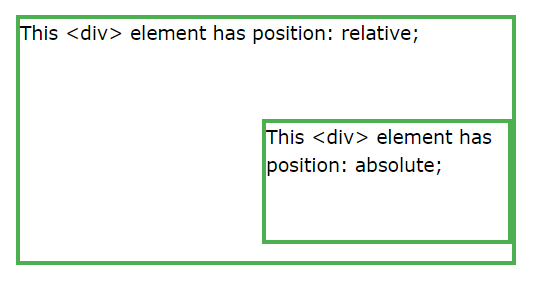 This <div> element has position: relative;
This <div> element has
position: absolute;